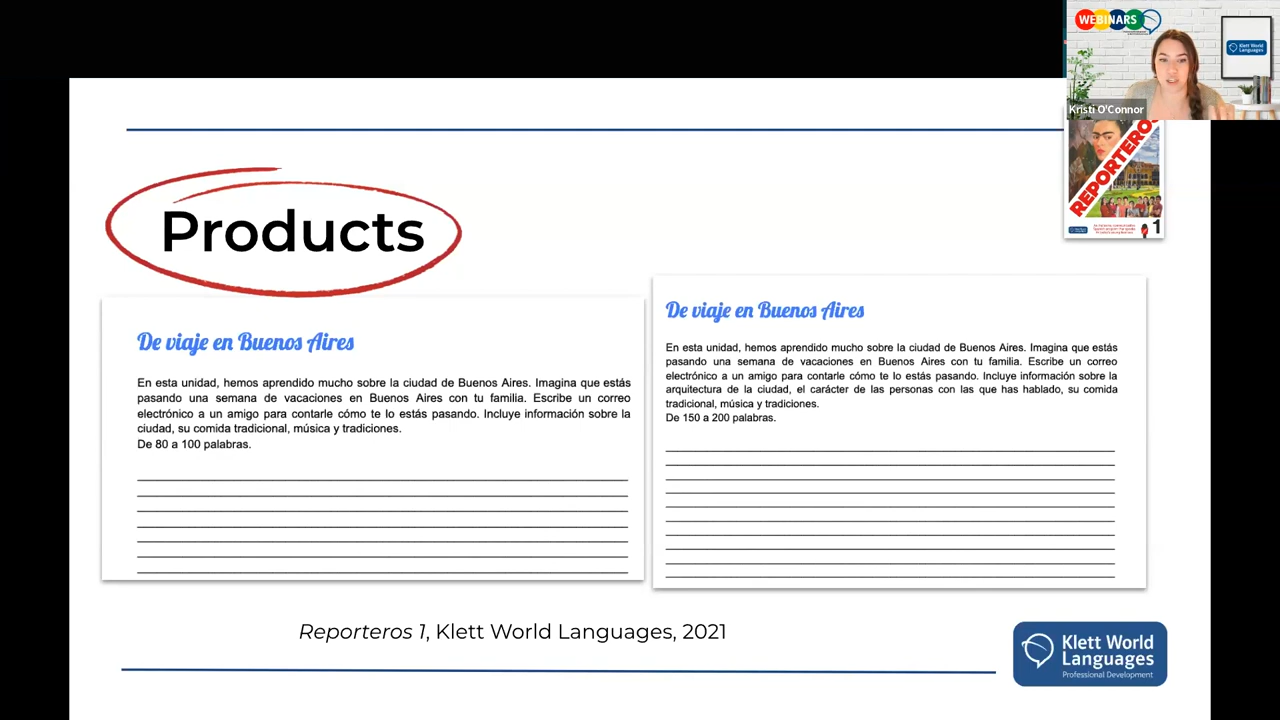 WEBINARS
Klett World
Languages
Kristi O'Connor
REPORTEROS
1
Products
De viaje en Buenos Aires
En esta unidad, hemos aprendido mucho sobre la ciudad de Buenos Aires. Imagina que estás
pasando una semana de vacaciones en Buenos Aires con tu familia. Escribe un correo
electrónico a un amigo para contarle cómo te lo estás pasando. Incluye información sobre la
ciudad, su comida tradicional, música y tradiciones.
De 80 a 100 palabras.
De viaje en Buenos Aires
En esta unidad, hemos aprendido mucho sobre la ciudad de Buenos Aires. Imagina que estás
pasando una semana de vacaciones en Buenos Aires con tu familia. Escribe un correo
electrónico a un amigo para contarle cómo te lo estás pasando. Incluye información sobre la
arquitectura de la ciudad, el carácter de las personas con las que has hablado, su comida
tradicional, música y tradiciones.
De 150 a 200 palabras.
Reporteros 1, Klett World Languages, 2021
Klett World
Languages
Professional Development